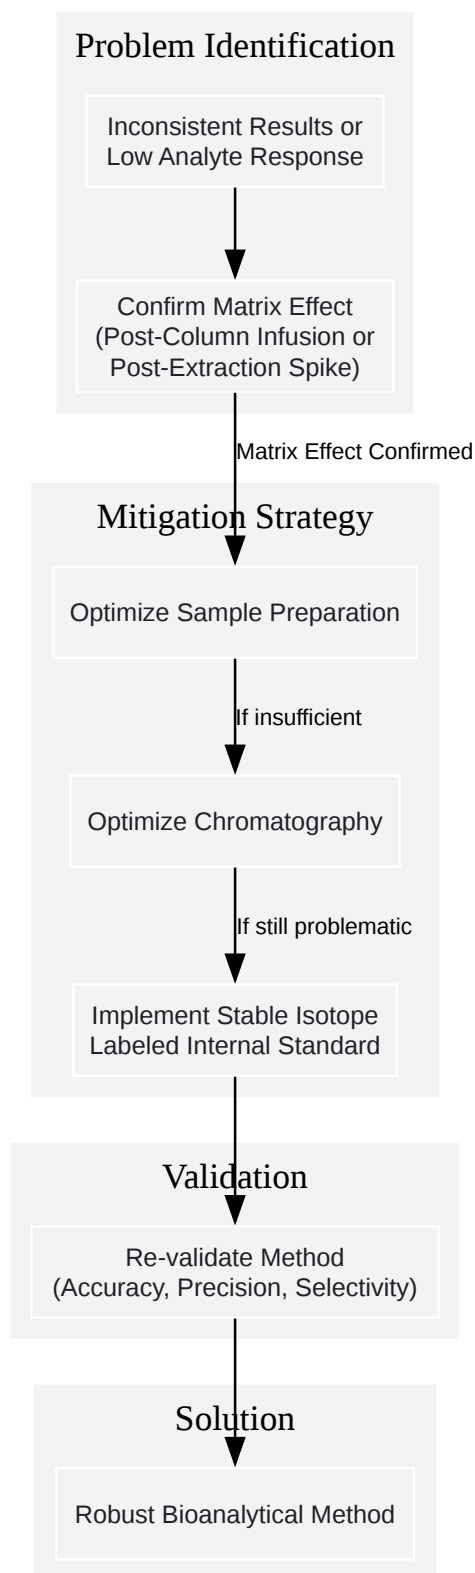 Problem Identification
Inconsistent Results or
Low Analyte Response
Confirm Matrix Effect
(Post-Column Infusion or
Post-Extraction Spike)
Matrix Effect Confirmed
Mitigation Strategy
Optimize Sample Preparation
If insufficient
Optimize Chromatography
If still problematic
Implement Stable Isotope
Labeled Internal Standard
Validation
Re-validate Method
(Accuracy, Precision, Selectivity)
Solution
Robust Bioanalytical Method